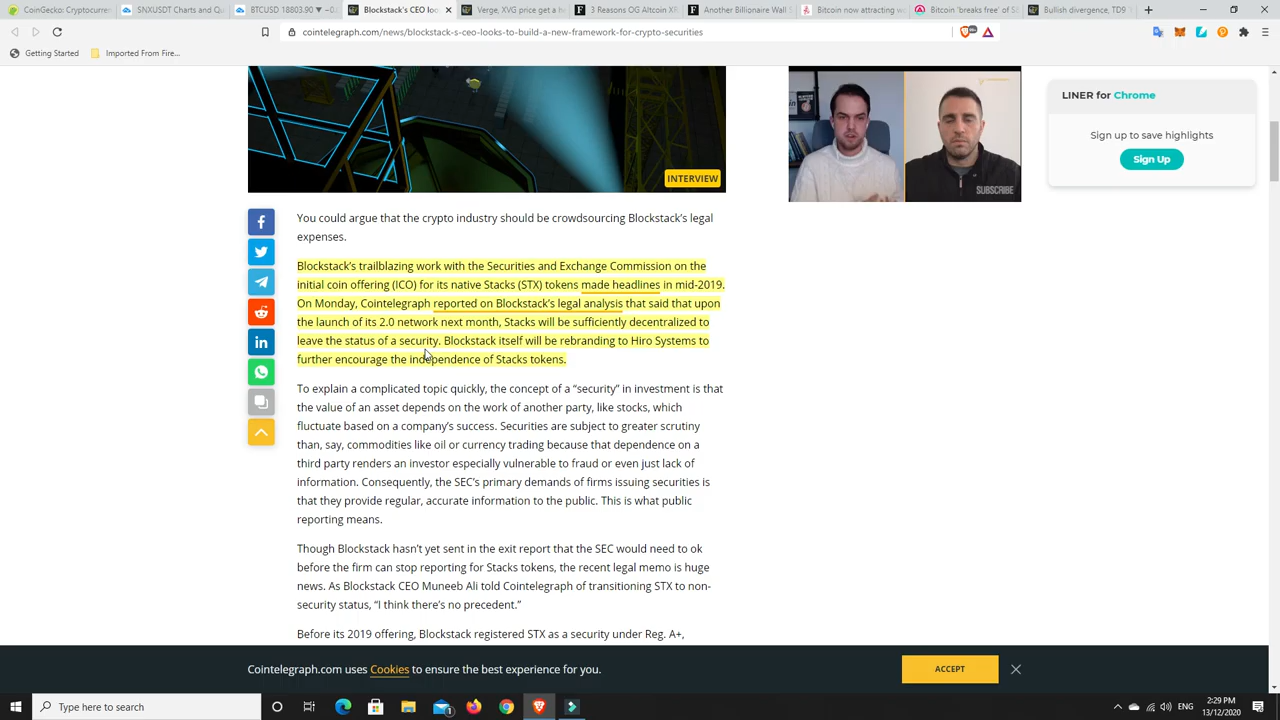 CoinGecko: Cryptocurren
SNXUSDT Charts and Qu
BTCUSD 18803.90 ▼ −0.
Blockstack's CEO loo
Verge, XVG price get a he
3 Reasons OG Altcoin XR
Another Billionaire Wall S
Bitcoin now attracting we
Bitcoin 'breaks free' of S
Bullish divergence, TD9
cointelegraph.com/news/blockstack-s-ceo-looks-to-build-a-new-framework-for-crypto-securities
99+
Getting Started
Imported From Fire...
INTERVIEW
SUBSCRIBE
LINER for Chrome
Sign up to save highlights
Sign Up
You could argue that the crypto industry should be crowdsourcing Blockstack's legal
expenses.
Blockstack's trailblazing work with the Securities and Exchange Commission on the
initial coin offering (ICO) for its native Stacks (STX) tokens made headlines in mid-2019.
On Monday, Cointelegraph reported on Blockstack's legal analysis that said that upon
the launch of its 2.0 network next month, Stacks will be sufficiently decentralized to
leave the status of a security. Blockstack itself will be rebranding to Hiro Systems to
further encourage the independence of Stacks tokens.
To explain a complicated topic quickly, the concept of a “security” in investment is that
the value of an asset depends on the work of another party, like stocks, which
fluctuate based on a company's success. Securities are subject to greater scrutiny
than, say, commodities like oil or currency trading because that dependence on a
third party renders an investor especially vulnerable to fraud or even just lack of
information. Consequently, the SEC's primary demands of firms issuing securities is
that they provide regular, accurate information to the public. This is what public
reporting means.
Though Blockstack hasn't yet sent in the exit report that the SEC would need to ok
before the firm can stop reporting for Stacks tokens, the recent legal memo is huge
news. As Blockstack CEO Muneeb Ali told Cointelegraph of transitioning STX to non-
security status, “I think there's no precedent.”
Before its 2019 offering, Blockstack registered STX as a security under Reg. A+,
Cointelegraph.com uses Cookies to ensure the best experience for you.
ACCEPT
Type here to search
ENG
2:29 PM
13/12/2020